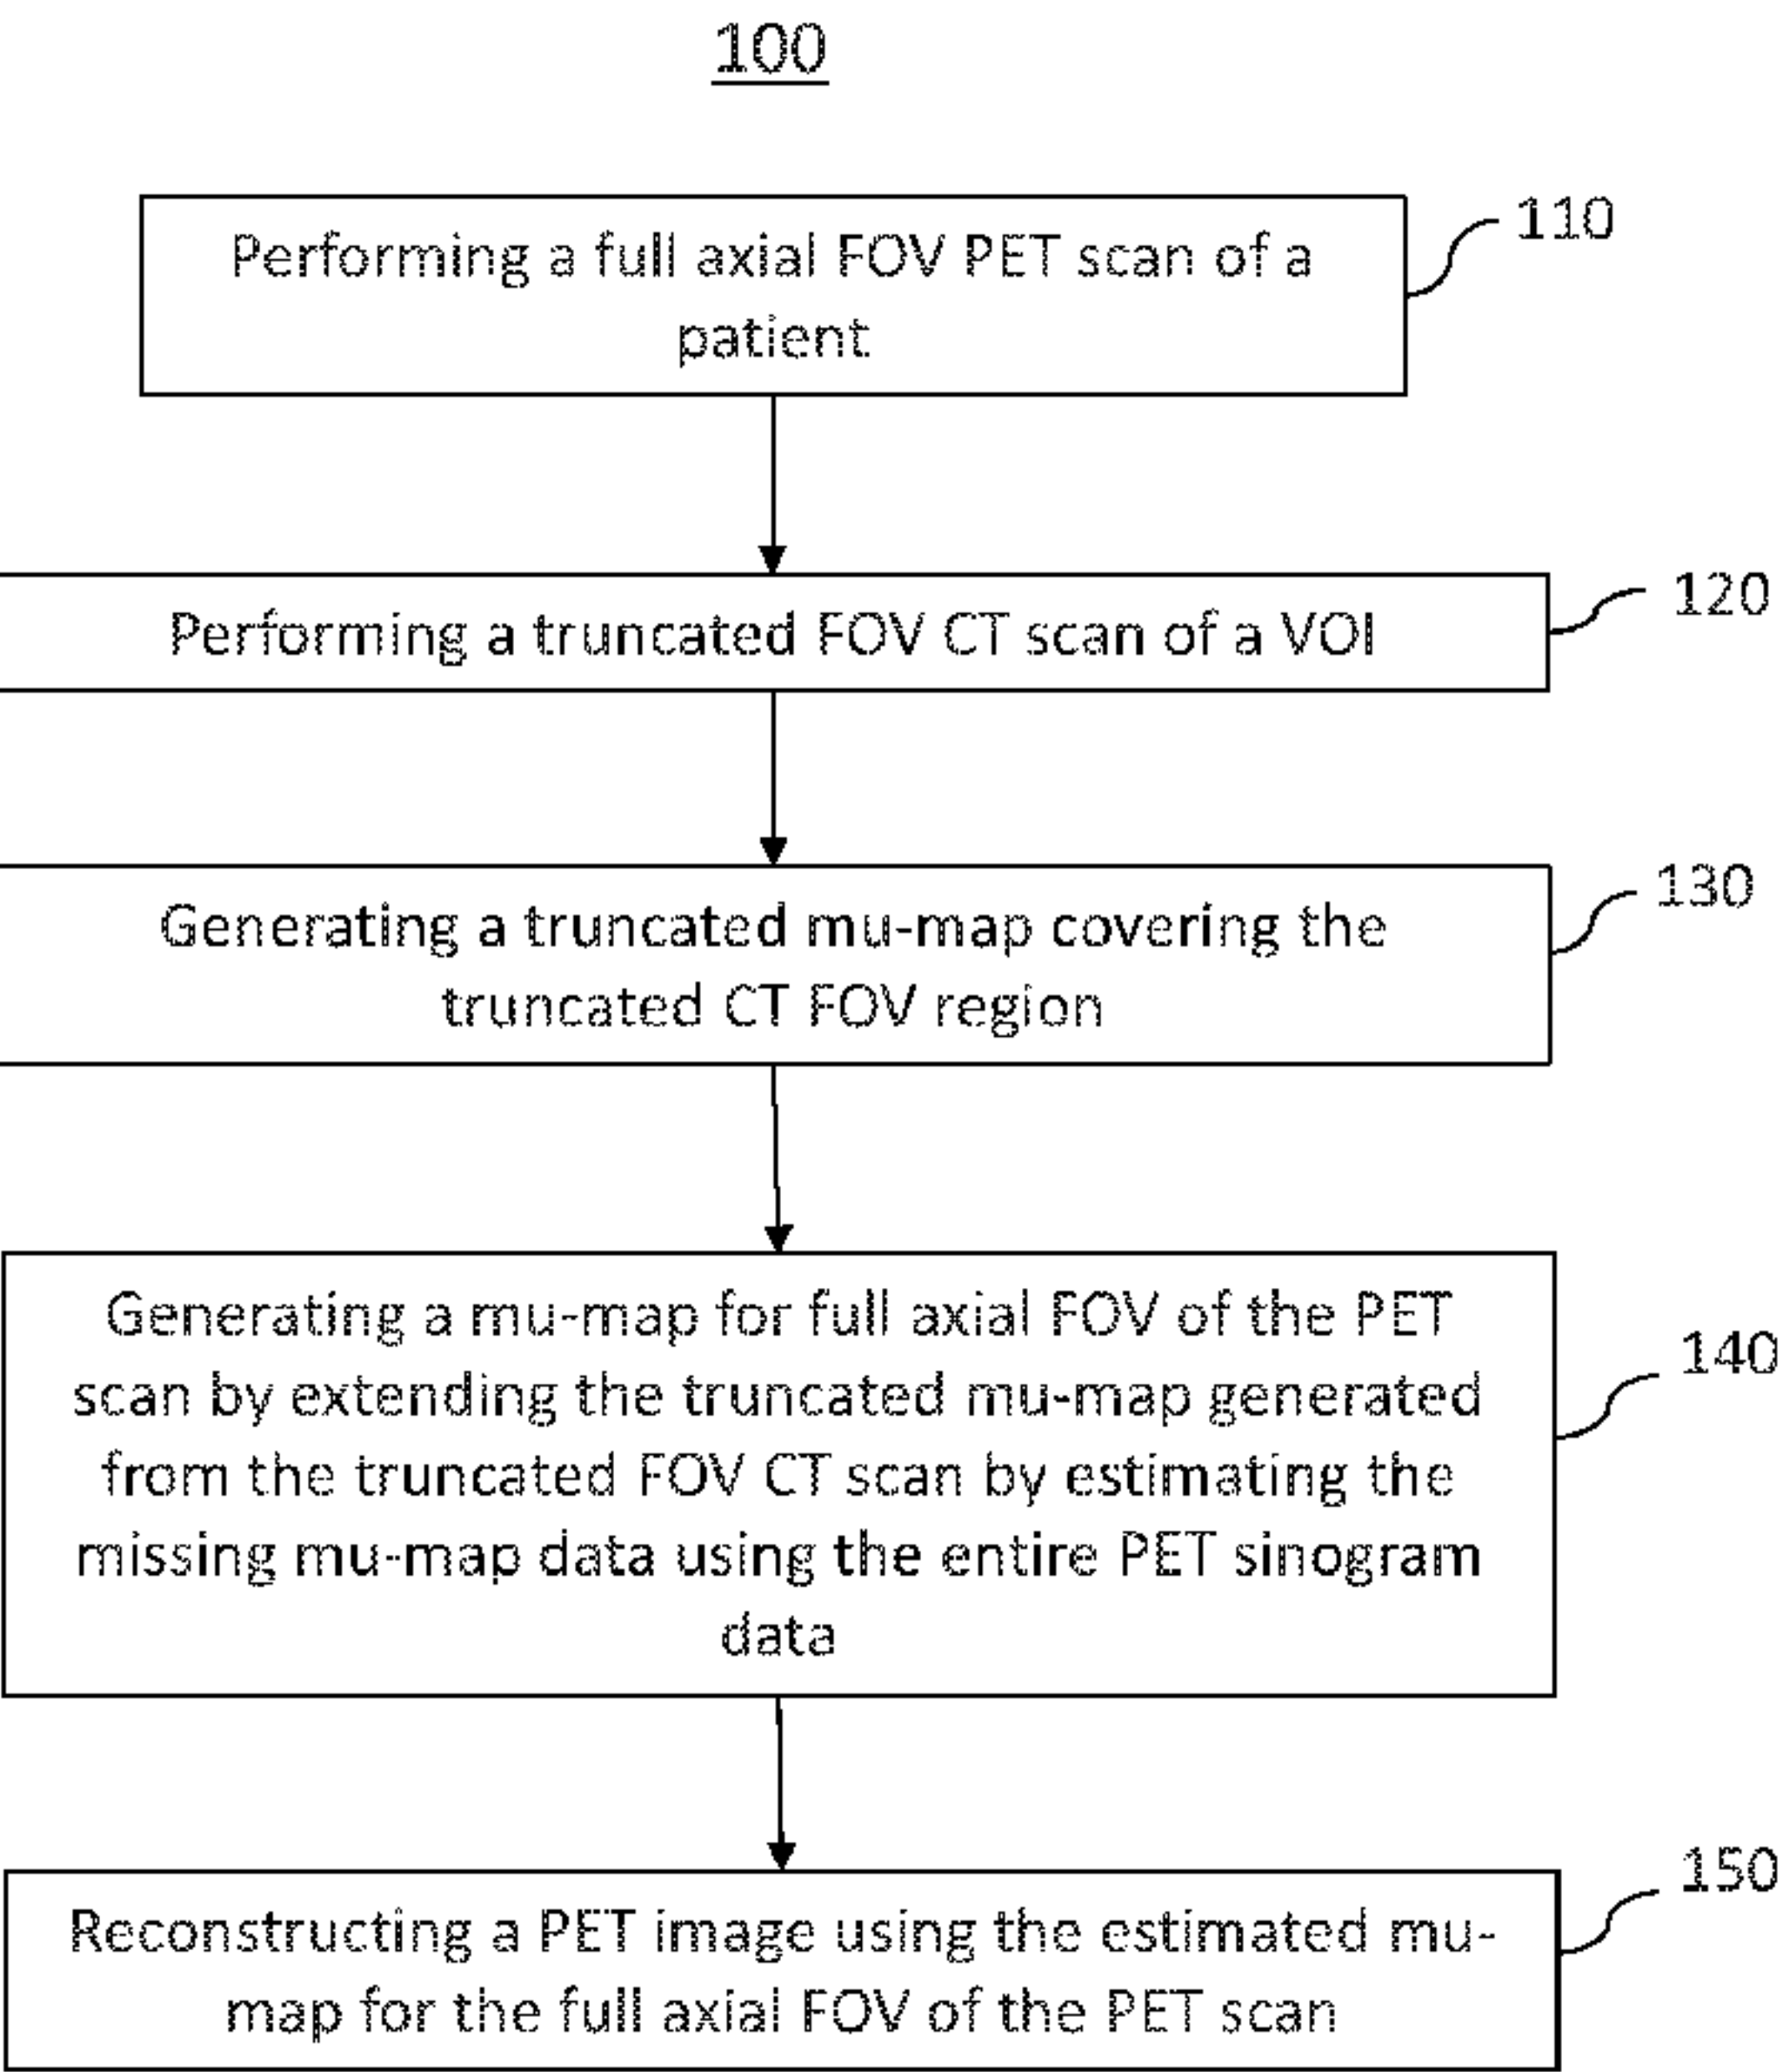 100
Performing a full axial FOV PET scan of a
patient
110
Performing a truncated FOV CT scan of a VOI
120
Generating a truncated mu-map covering the
truncated CT FOV region
130
Generating a mu-map for full axial FOV of the PET
scan by extending the truncated mu-map generated
from the truncated FOV CT scan by estimating the
missing mu-map data using the entire PET sinogram
data
140
Reconstructing a PET image using the estimated mu-
map for the full axial FOV of the PET scan
150